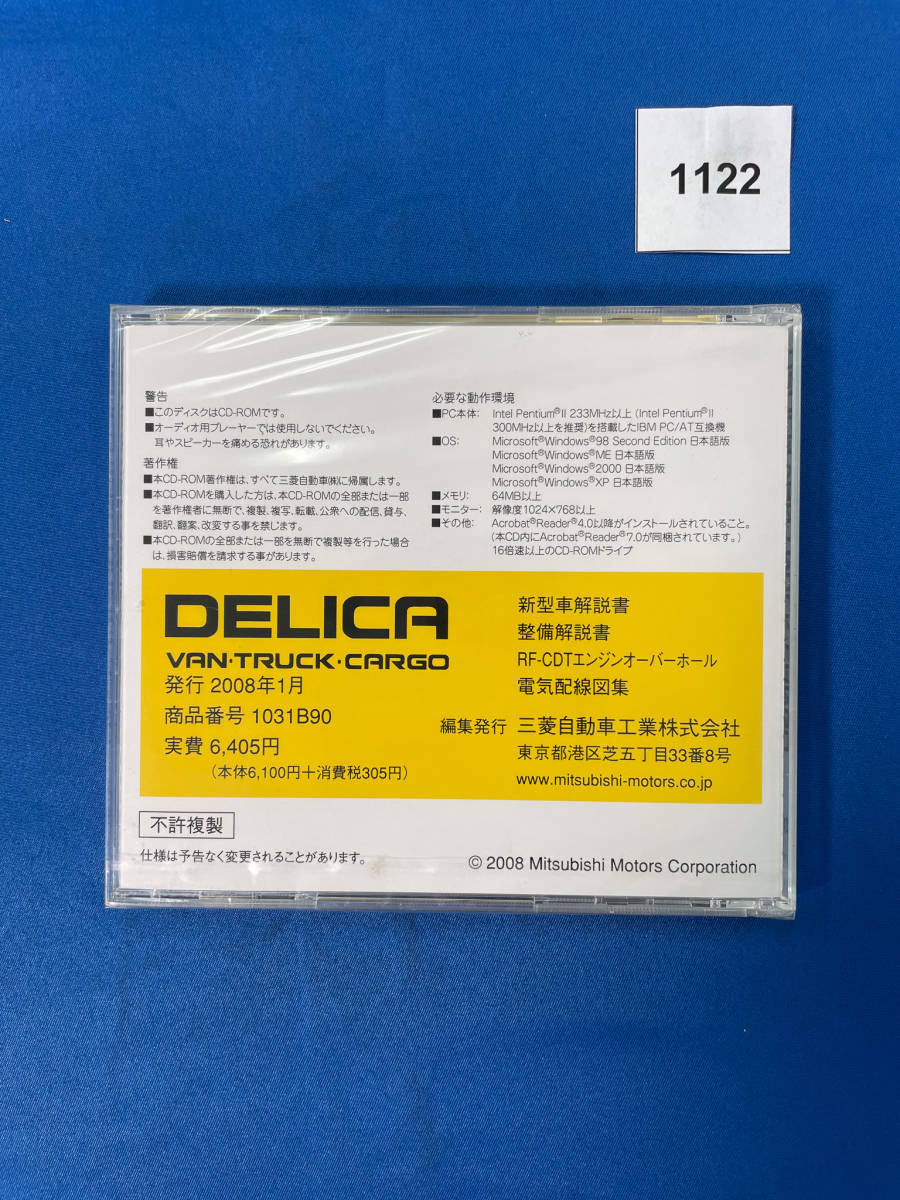 1122
警告
■このディスクはCD-ROMです。
■オーディオ用プレーヤーでは使用しないでください。
耳やスピーカーを痛める恐れがあります。
著作権
■本CD-ROM著作権は、すべて三菱自動車㈱に帰属します。
■本CD-ROMを購入した方は、本CD-ROMの全部または一部
を著作権者に無断で、複製、複写、転載、公衆への配信、貸与、
翻訳、翻案、改変する事を禁じます。
■本CD-ROMの全部または一部を無断で複製等を行った場合
は、損害賠償を請求する事があります。
必要な動作環境
■PC本体: Intel Pentium®Ⅱ 233MHz以上 (Intel Pentium®Ⅱ
300MHz以上を推奨)を搭載したIBM PC/AT互換機
■OS: Microsoft®Windows®98 Second Edition 日本語版
Microsoft®Windows®ME 日本語版
Microsoft®Windows®2000 日本語版
Microsoft®Windows®XP 日本語版
■メモリ: 64MB以上
■モニター: 解像度1024×768以上
■その他: Acrobat®Reader®4.0以降がインストールされていること。
(本CD内にAcrobat®Reader®7.0が同梱されています。)
16倍速以上のCD-ROMドライブ
DELICA
VAN·TRUCK·CARGO
発行 2008年1月
商品番号 1031B90
実費 6,405円
(本体6,100円＋消費税305円)
新型車解説書
整備解説書
RF-CDTエンジンオーバーホール
電気配線図集
編集発行 三菱自動車工業株式会社
東京都港区芝五丁目33番8号
www.mitsubishi-motors.co.jp
不許複製
仕様は予告なく変更されることがあります。
© 2008 Mitsubishi Motors Corporation